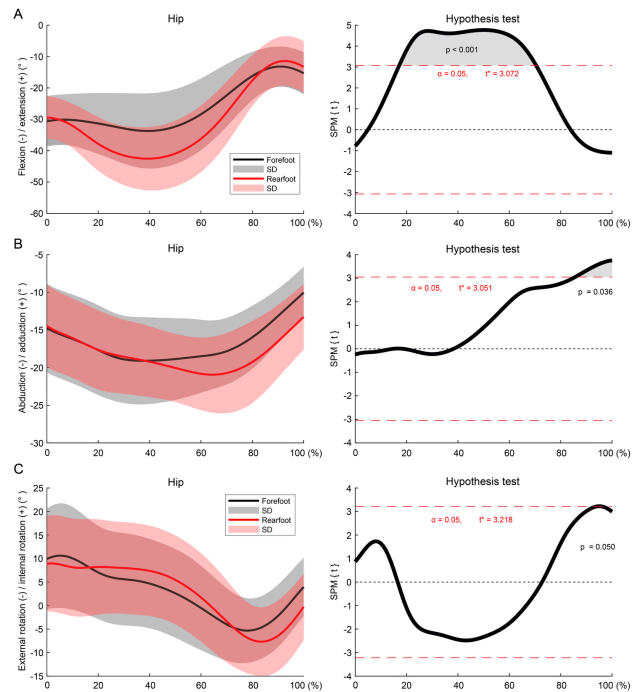 A
Hip
Hypothesis test
Flexion (-) / extension (+) (°)
0
-10
-20
-30
-40
-50
-60
Forefoot
SD
Rearfoot
SD
0 20 40 60 80 100 (%)
SPM { t }
5
4
3
2
1
0
-1
-2
-3
-4
p < 0.001
α = 0.05, t* = 3.072
0 20 40 60 80 100 (%)
B
Hip
Hypothesis test
Abduction (-) / adduction (+) (°)
-5
-10
-15
-20
-25
-30
0 20 40 60 80 100 (%)
SPM { t }
4
3
2
1
0
-1
-2
-3
-4
α = 0.05, t* = 3.051
p = 0.036
0 20 40 60 80 100 (%)
C
Hip
Hypothesis test
External rotation (-) / internal rotation (+) (°)
25
20
15
10
5
0
-5
-10
-15
Forefoot
SD
Rearfoot
SD
0 20 40 60 80 100 (%)
SPM { t }
4
3
2
1
0
-1
-2
-3
-4
α = 0.05, t* = 3.218
p = 0.050
0 20 40 60 80 100 (%)